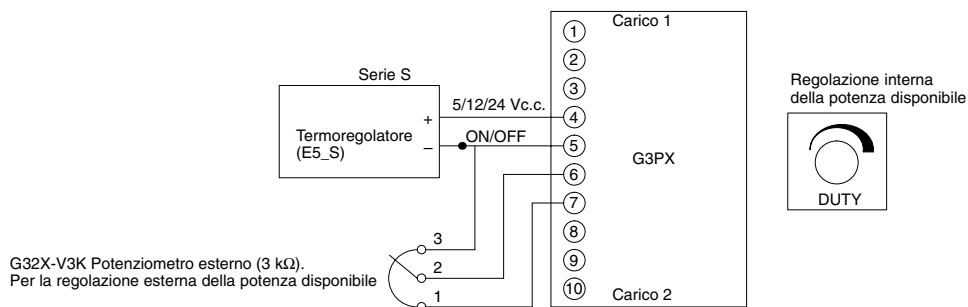 Carico 1
1
2
3
4
5
6
7
8
9
10
Carico 2
G3PX
Serie S
Termoregolatore
(E5_S)
+
–
5/12/24 Vc.c.
ON/OFF
3
2
1
G32X-V3K Potenziometro esterno (3 kΩ).
Per la regolazione esterna della potenza disponibile
Regolazione interna
della potenza disponibile
DUTY